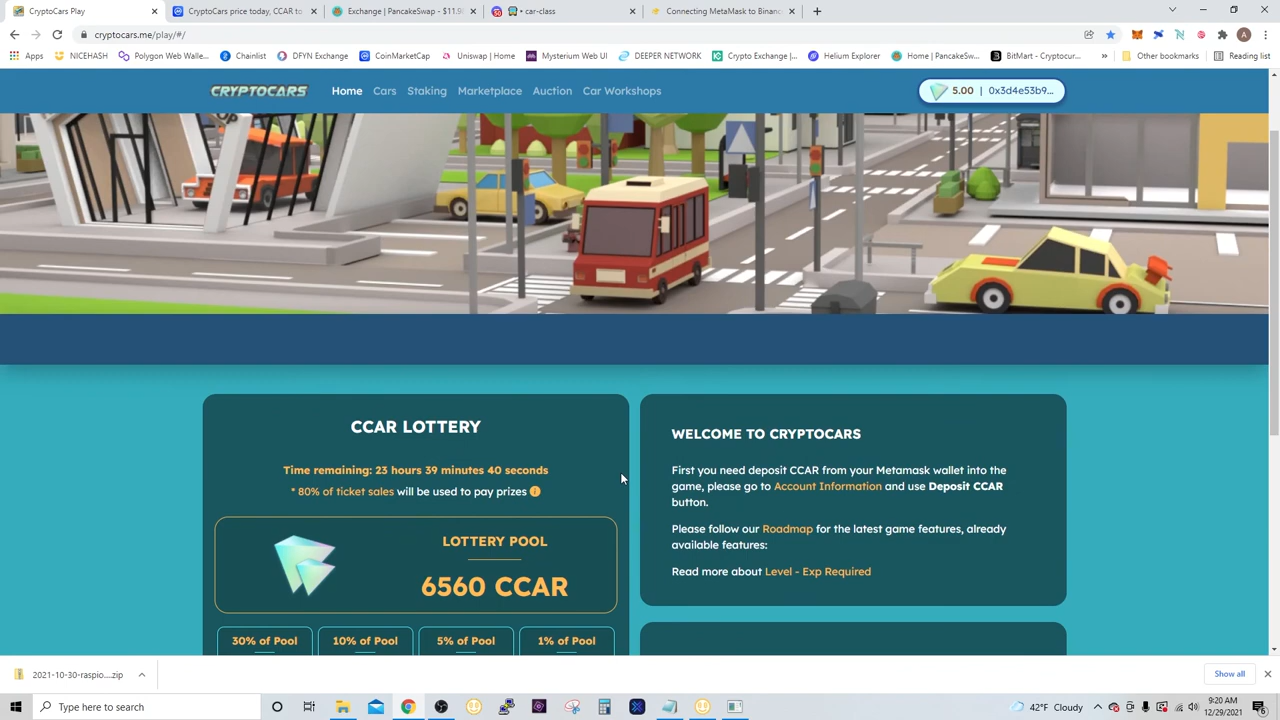 CryptoCars Play
CryptoCars price today, CCAR to
Exchange | PancakeSwap - $11.98
50
• car-class
Connecting MetaMask to Binanc
cryptocars.me/play/#/
Apps
NICEHASH
Polygon Web Walle...
Chainlist
DFYN Exchange
CoinMarketCap
Uniswap | Home
Mysterium Web UI
DEEPER NETWORK
Crypto Exchange |...
Helium Explorer
Home | PancakeSw...
BitMart - Cryptocur...
»
Other bookmarks
Reading list
CRYPTOCARS
Home
Cars
Staking
Marketplace
Auction
Car Workshops
5.00 | 0x3d4e53b9...
CCAR LOTTERY
Time remaining: 23 hours 39 minutes 40 seconds
* 80% of ticket sales will be used to pay prizes
LOTTERY POOL
6560 CCAR
30% of Pool
10% of Pool
5% of Pool
1% of Pool
WELCOME TO CRYPTOCARS
First you need deposit CCAR from your Metamask wallet into the
game, please go to Account Information and use Deposit CCAR
button.
Please follow our Roadmap for the latest game features, already
available features:
Read more about Level - Exp Required
2021-10-30-raspio....zip
Show all
Type here to search
42°F Cloudy
9:20 AM
12/29/2021